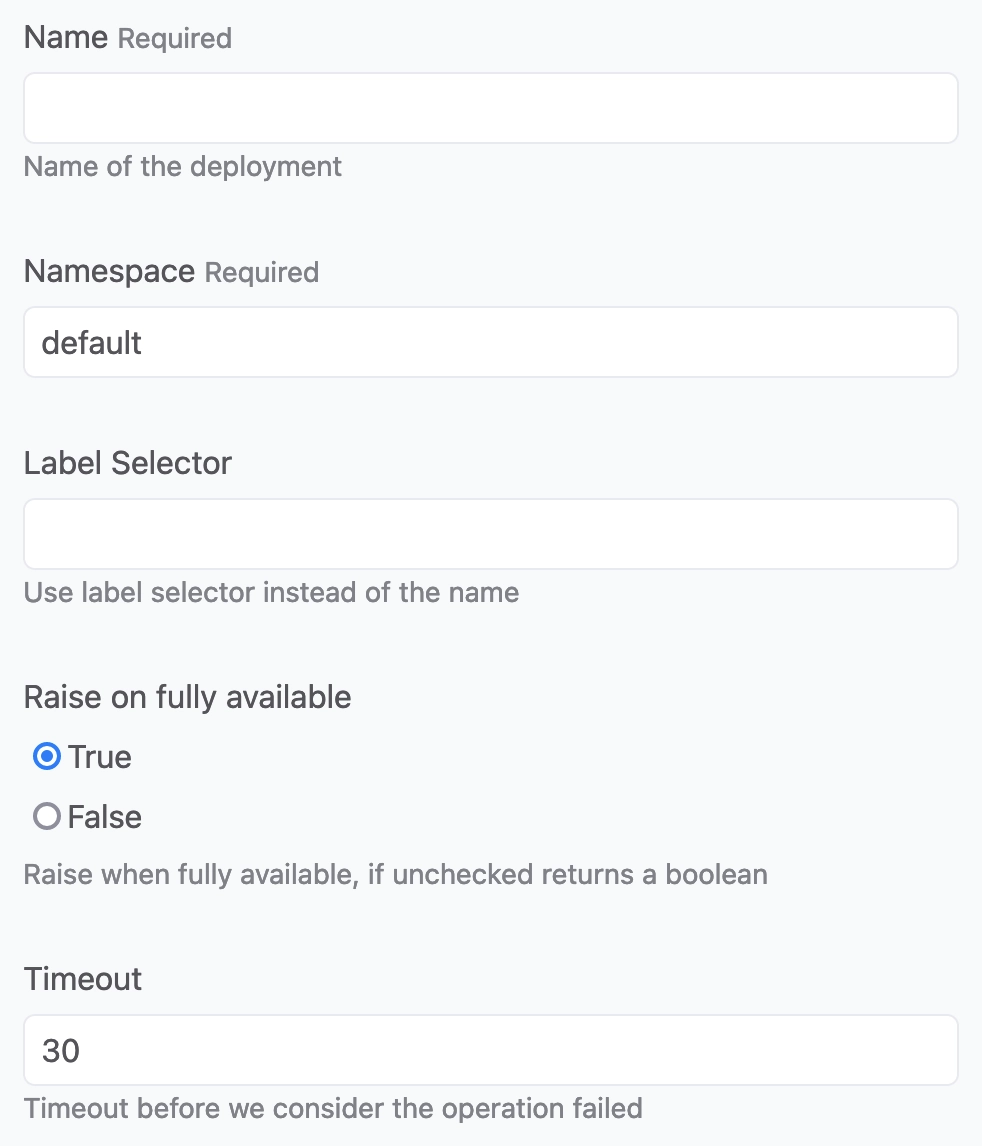 Name Required
Name of the deployment
Namespace Required
default
Label Selector
Use label selector instead of the name
Raise on fully available
True
False
Raise when fully available, if unchecked returns a boolean
Timeout
30
Timeout before we consider the operation failed